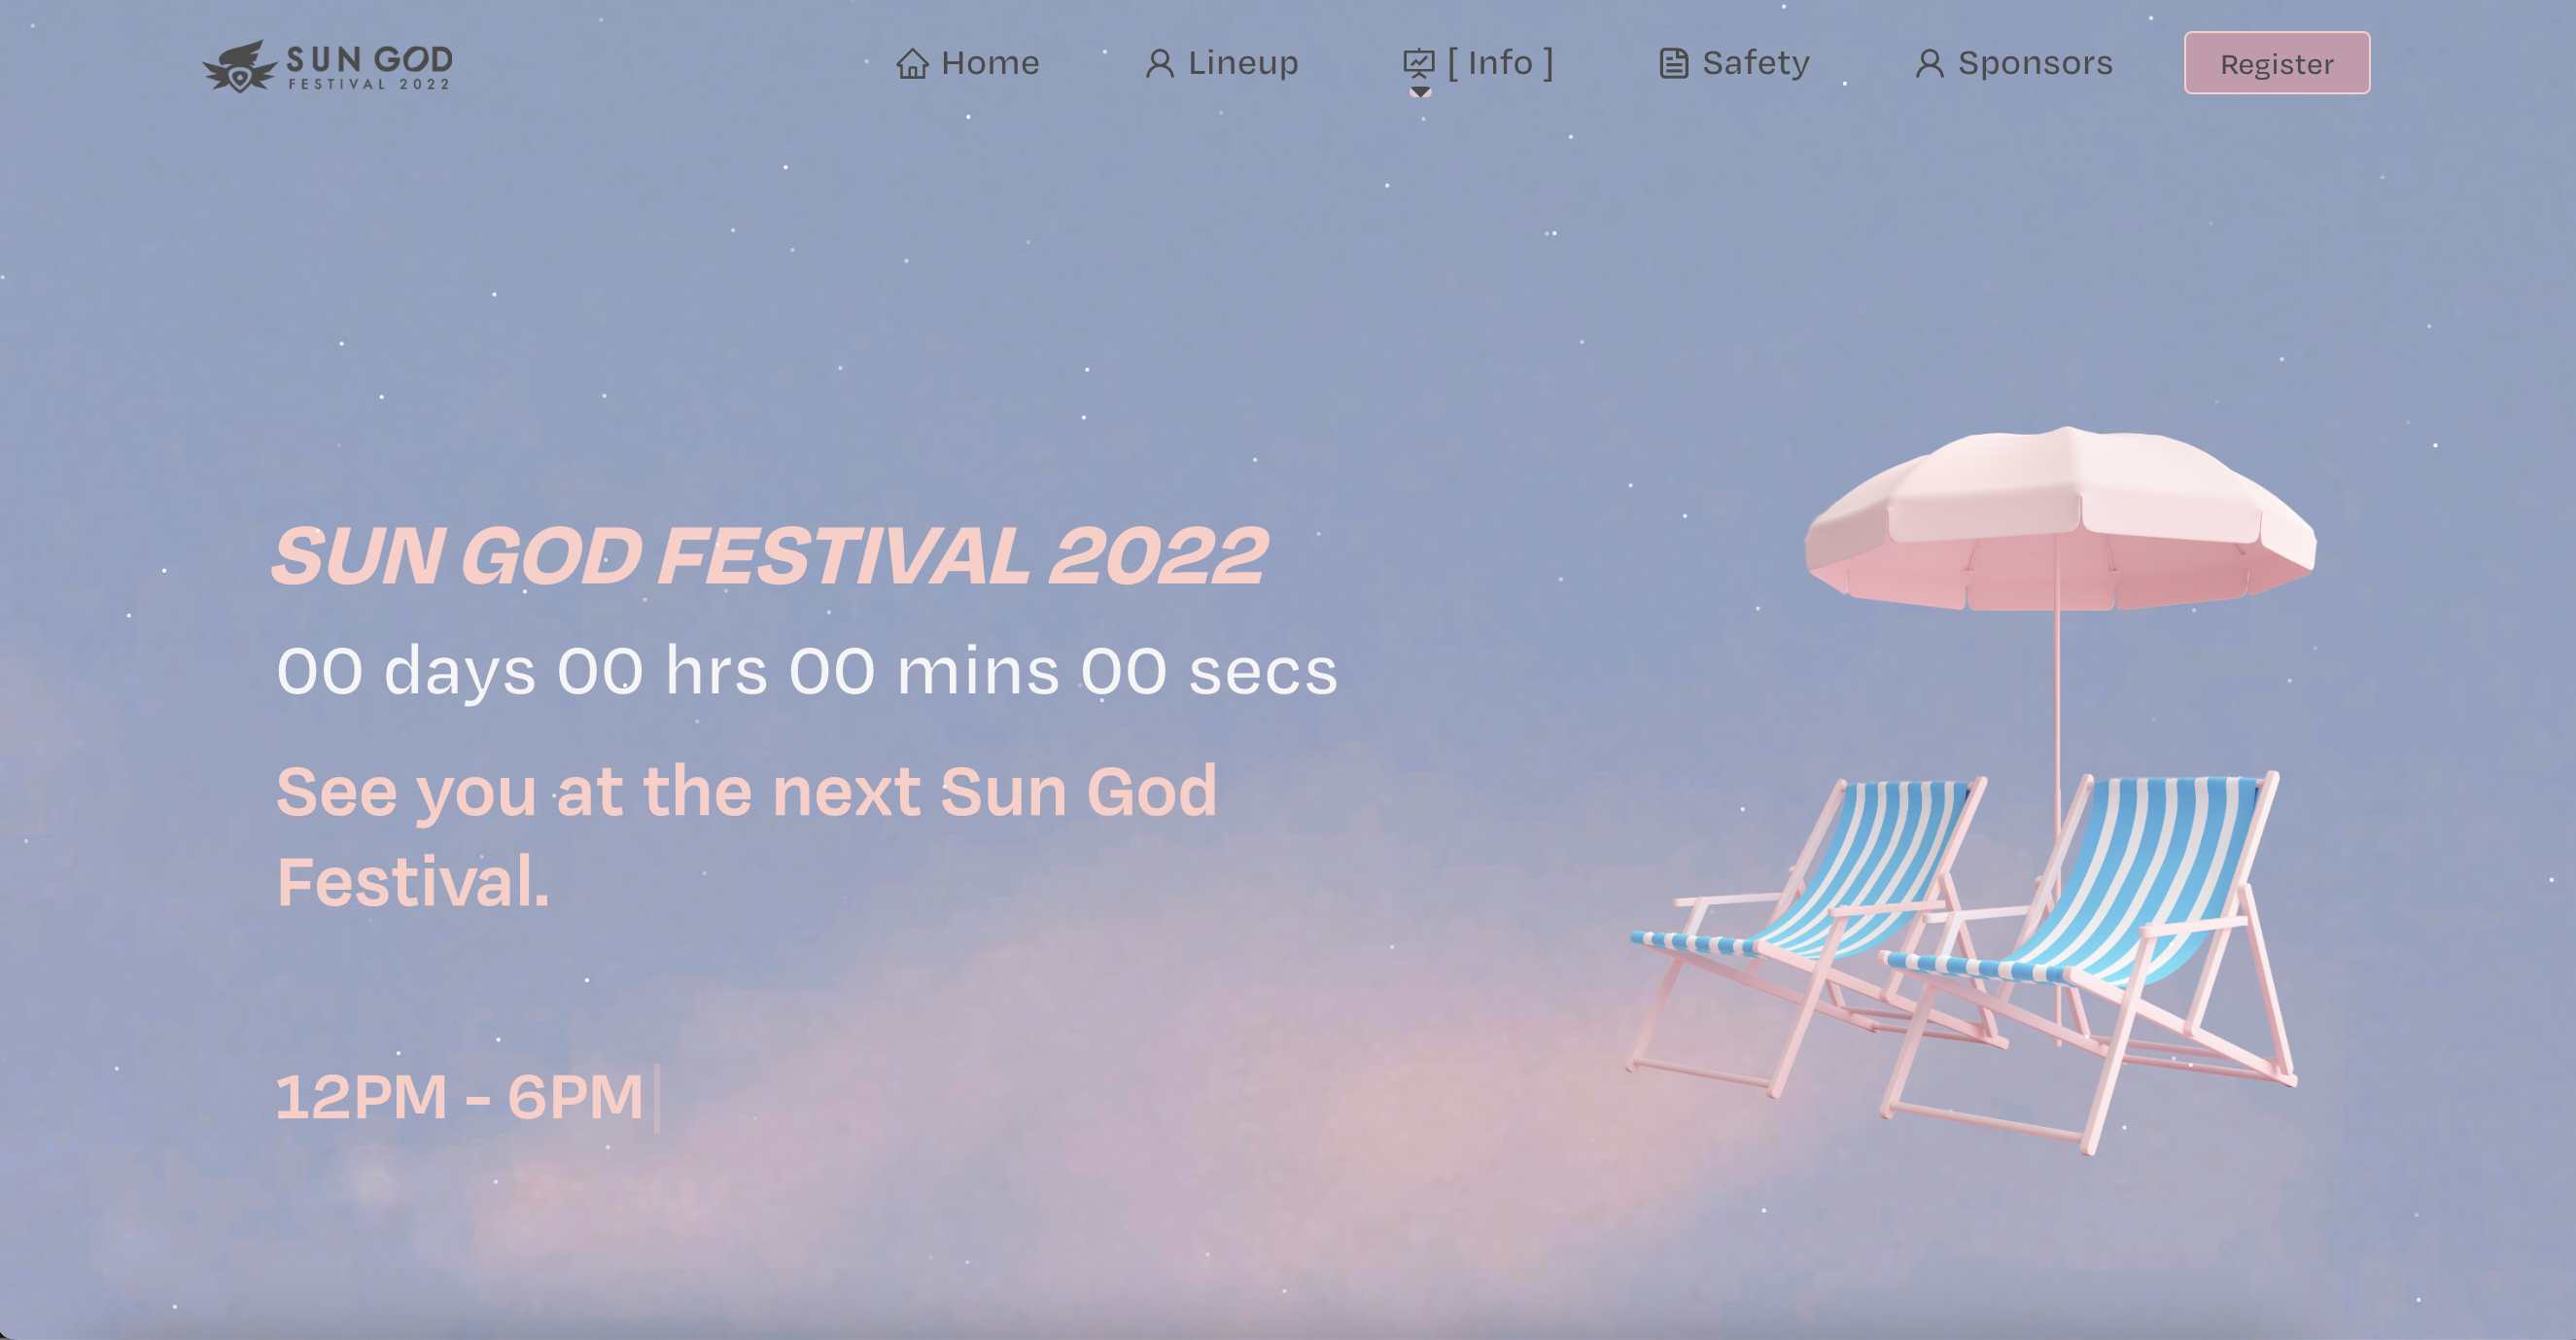 SUN GOD
FESTIVAL 2022
Home
Lineup
[ Info ]
Safety
Sponsors
Register
SUN GOD FESTIVAL 2022
00 days 00 hrs 00 mins 00 secs
See you at the next Sun God
Festival.
12PM - 6PM